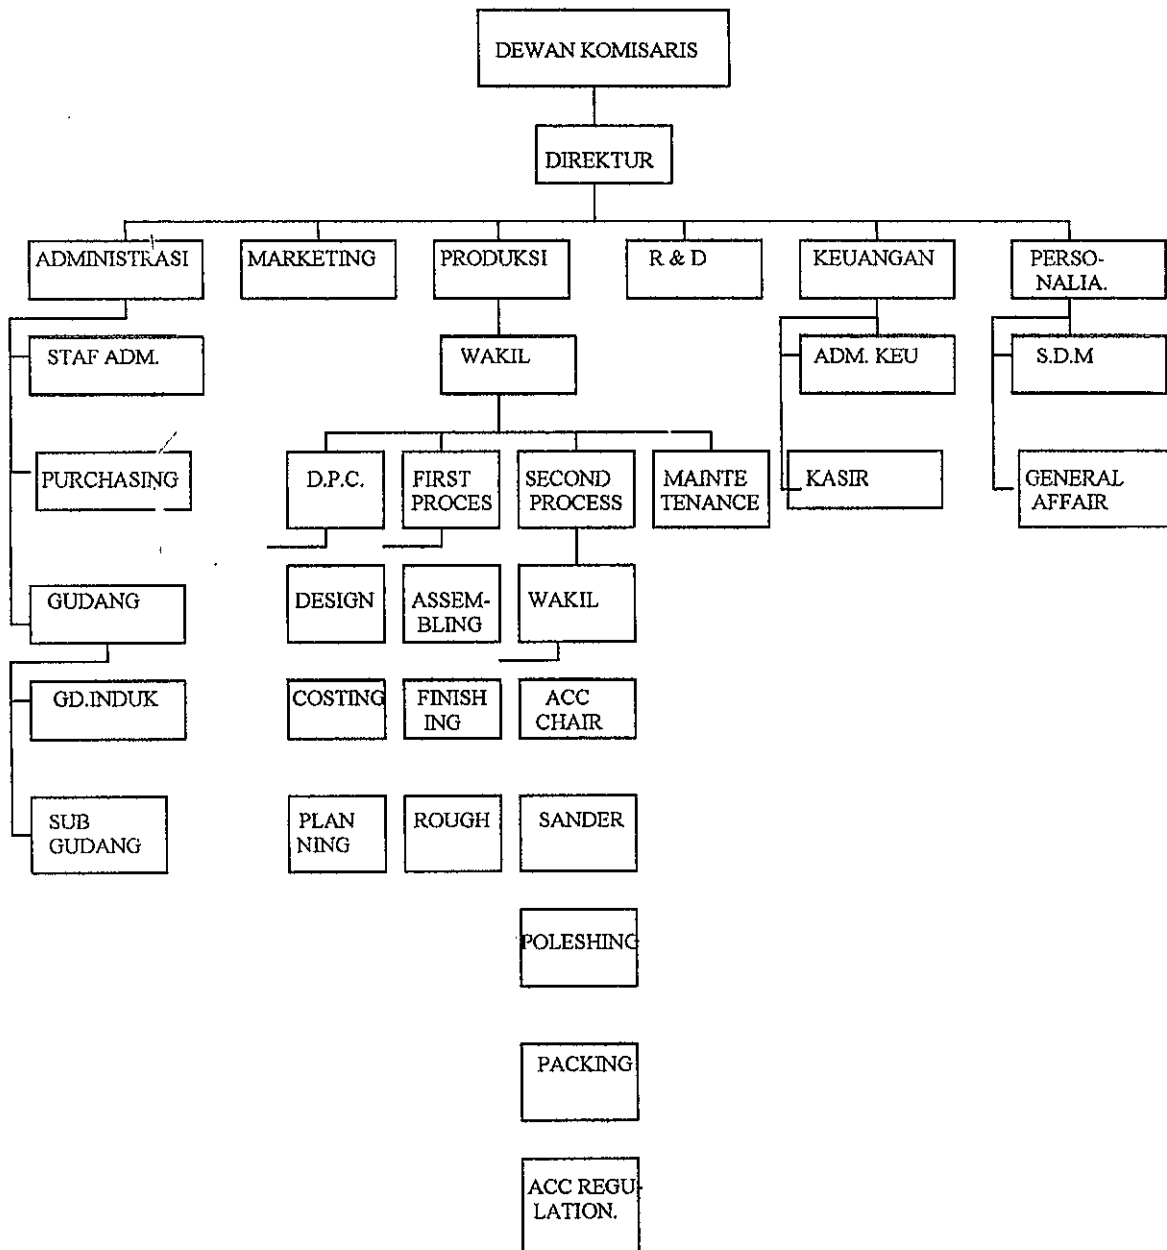 DEWAN KOMISARIS
DIREKTUR
ADMINISTRASI
MARKETING
PRODUKSI
R & D
KEUANGAN
PERSO-
NALIA.
STAF ADM.
WAKIL
ADM. KEU
S.D.M
PURCHASING
D.P.C.
FIRST
PROCES
SECOND
PROCESS
MAINTE
TENANCE
KASIR
GENERAL
AFFAIR
GUDANG
DESIGN
ASSEM-
BLING
WAKIL
GD.INDUK
COSTING
FINISH
ING
ACC
CHAIR
SUB
GUDANG
PLAN
NING
ROUGH
SANDER
POLESHING
PACKING
ACC REGU-
LATION.